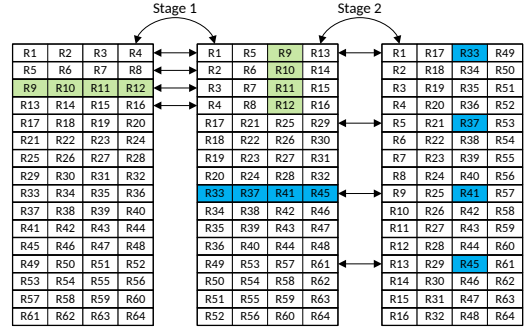 Stage 1 Stage 2
R1 R2 R3 R4 R1 R5 R9 R13 R1 R17 R33 R49
R5 R6 R7 R8 R2 R6 R10 R14 R2 R18 R34 R50
R9 R10 R11 R12 R3 R7 R11 R15 R3 R19 R35 R51
R13 R14 R15 R16 R4 R8 R12 R16 R4 R20 R36 R52
R17 R18 R19 R20 R17 R21 R25 R29 R5 R21 R37 R53
R21 R22 R23 R24 R18 R22 R26 R30 R6 R22 R38 R54
R25 R26 R27 R28 R19 R23 R27 R31 R7 R23 R39 R55
R29 R30 R31 R32 R20 R24 R28 R32 R8 R24 R40 R56
R33 R34 R35 R36 R33 R37 R41 R45 R9 R25 R41 R57
R37 R38 R39 R40 R34 R38 R42 R46 R10 R26 R42 R58
R41 R42 R43 R44 R35 R39 R43 R47 R11 R27 R43 R59
R45 R46 R47 R48 R36 R40 R44 R48 R12 R28 R44 R60
R49 R50 R51 R52 R49 R53 R57 R61 R13 R29 R45 R61
R53 R54 R55 R56 R50 R54 R58 R62 R14 R30 R46 R62
R57 R58 R59 R60 R51 R55 R59 R63 R15 R31 R47 R63
R61 R62 R63 R64 R52 R56 R60 R64 R16 R32 R48 R64